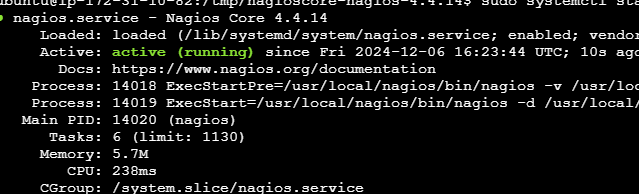 ubuntu@ip-172-31-10-82:/tmp/nagioscore-nagios-4.4.14$ sudo systemctl sta
● nagios.service - Nagios Core 4.4.14
Loaded: loaded (/lib/systemd/system/nagios.service; enabled; vendor
Active: active (running) since Fri 2024-12-06 16:23:44 UTC; 10s ago
Docs: https://www.nagios.org/documentation
Process: 14018 ExecStartPre=/usr/local/nagios/bin/nagios -v /usr/loc
Process: 14019 ExecStart=/usr/local/nagios/bin/nagios -d /usr/local/
Main PID: 14020 (nagios)
Tasks: 6 (limit: 1130)
Memory: 5.7M
CPU: 238ms
CGroup: /system.slice/nagios.service